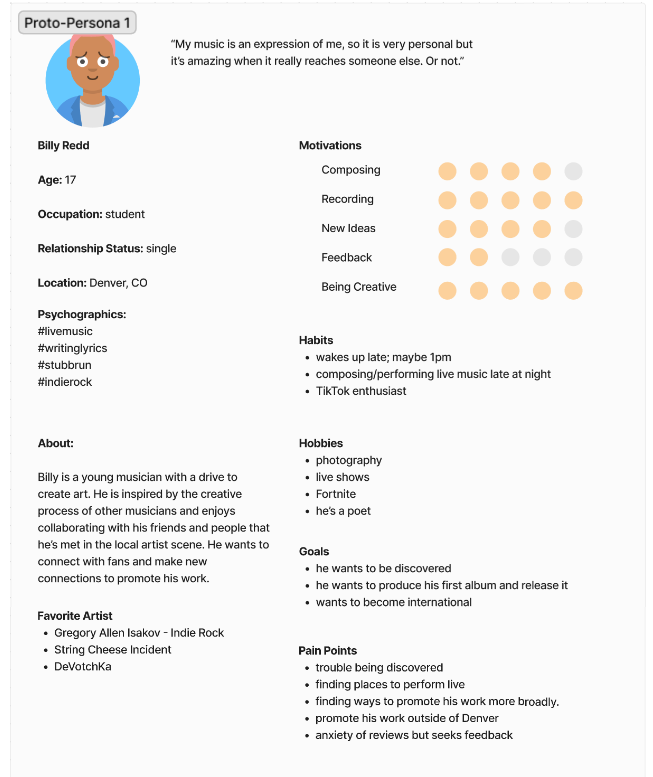 Proto-Persona 1
“My music is an expression of me, so it is very personal but
it’s amazing when it really reaches someone else. Or not.”
Billy Redd
Age: 17
Occupation: student
Relationship Status: single
Location: Denver, CO
Psychographics:
#livemusic
#writinglyrics
#stubbrun
#indierock
About:
Billy is a young musician with a drive to
create art. He is inspired by the creative
process of other musicians and enjoys
collaborating with his friends and people that
he’s met in the local artist scene. He wants to
connect with fans and make new
connections to promote his work.
Favorite Artist
• Gregory Allen Isakov - Indie Rock
• String Cheese Incident
• DeVotchKa
Motivations
Composing
Recording
New Ideas
Feedback
Being Creative
Habits
• wakes up late; maybe 1pm
• composing/performing live music late at night
• TikTok enthusiast
Hobbies
• photography
• live shows
• Fortnite
• he’s a poet
Goals
• he wants to be discovered
• he wants to produce his first album and release it
• wants to become international
Pain Points
• trouble being discovered
• finding places to perform live
• finding ways to promote his work more broadly.
• promote his work outside of Denver
• anxiety of reviews but seeks feedback